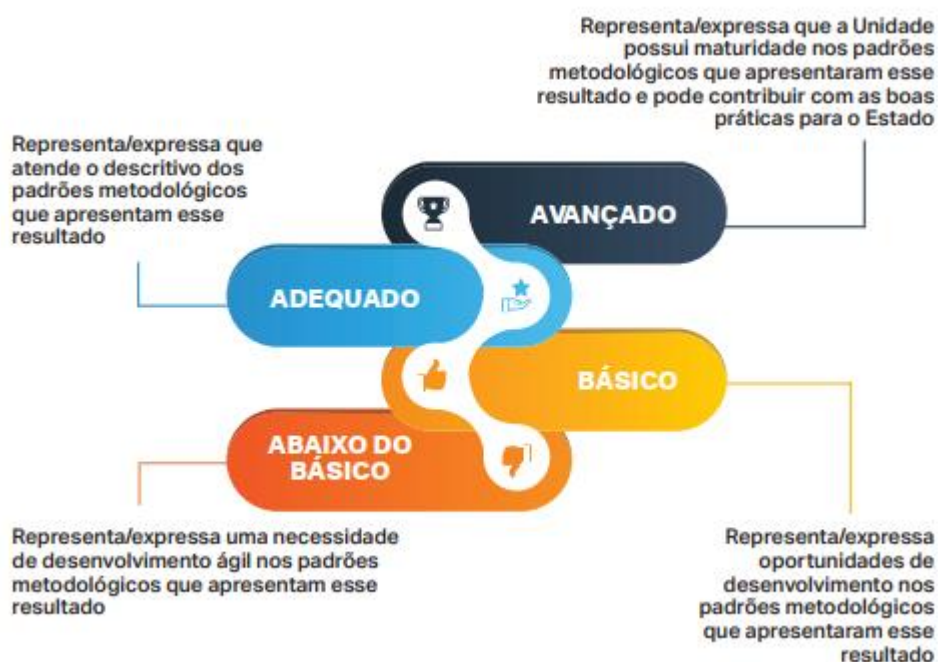 Representa/expressa que a Unidade
possui maturidade nos padrões
metodológicos que apresentaram esse
resultado e pode contribuir com as boas
práticas para o Estado
AVANÇADO
Representa/expressa que
atende o descritivo dos
padrões metodológicos
que apresentam esse
resultado
ADEQUADO
BÁSICO
Representa/expressa
oportunidades de
desenvolvimento nos
padrões metodológicos
que apresentaram esse
resultado
ABAIXO DO
BÁSICO
Representa/expressa uma necessidade
de desenvolvimento ágil nos padrões
metodológicos que apresentam esse
resultado